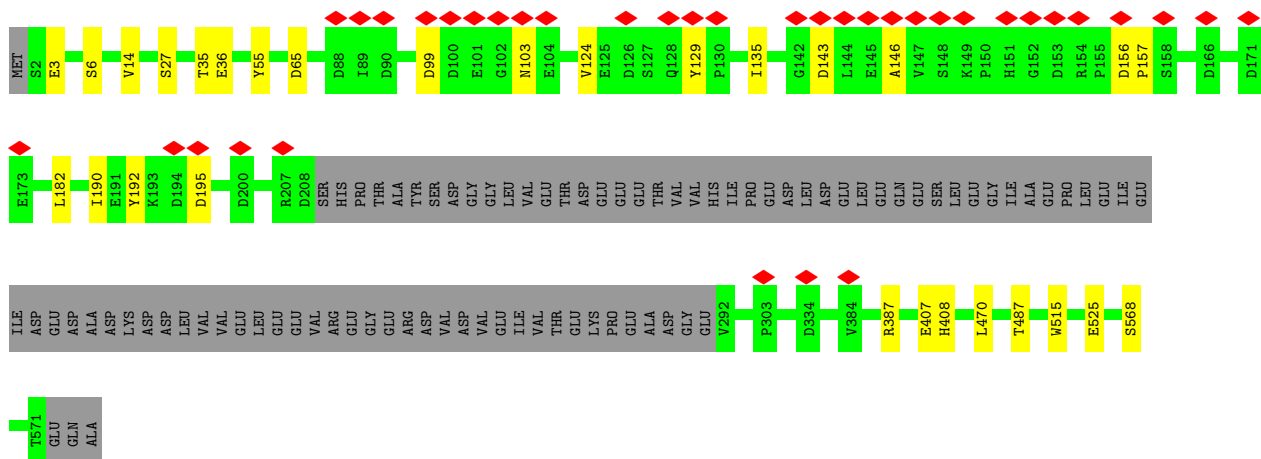 MET S2 E3 S6 V14 S27 T35 E36 Y55 D65 D88 I89 D90 D99 D100 E101 G102 N103 E104 V124 E125 D126 S127 Q128 Y129 P130 I135 G142 D143 L144 E145 A146 V147 S148 K149 P150 H151 G152 D153 R154 P155 D156 P157 S158 D166 D171
E173 L182 I190 E191 Y192 K193 D194 D195 D200 R207 D208 SER HIS PRO THR ALA TYR SER ASP GLY GLY LEU VAL GLU THR ASP GLU GLU GLU THR VAL VAL HIS ILE PRO GLU ASP LEU ASP GLU LEU GLU GLN GLU SER LEU GLU GLY ILE ALA GLU PRO LEU GLU ILE GLU
ILE ASP GLU ASP ALA ASP LYS ASP ASP LEU VAL VAL GLU LEU GLU GLU VAL ARG GLU GLY GLU ARG ASP VAL ASP VAL GLU ILE VAL THR GLU LYS PRO GLU ALA ASP GLY GLU V292 P303 D334 V384 R387 E407 H408 L470 T487 W515 E525 S568
T571 GLU GLN ALA